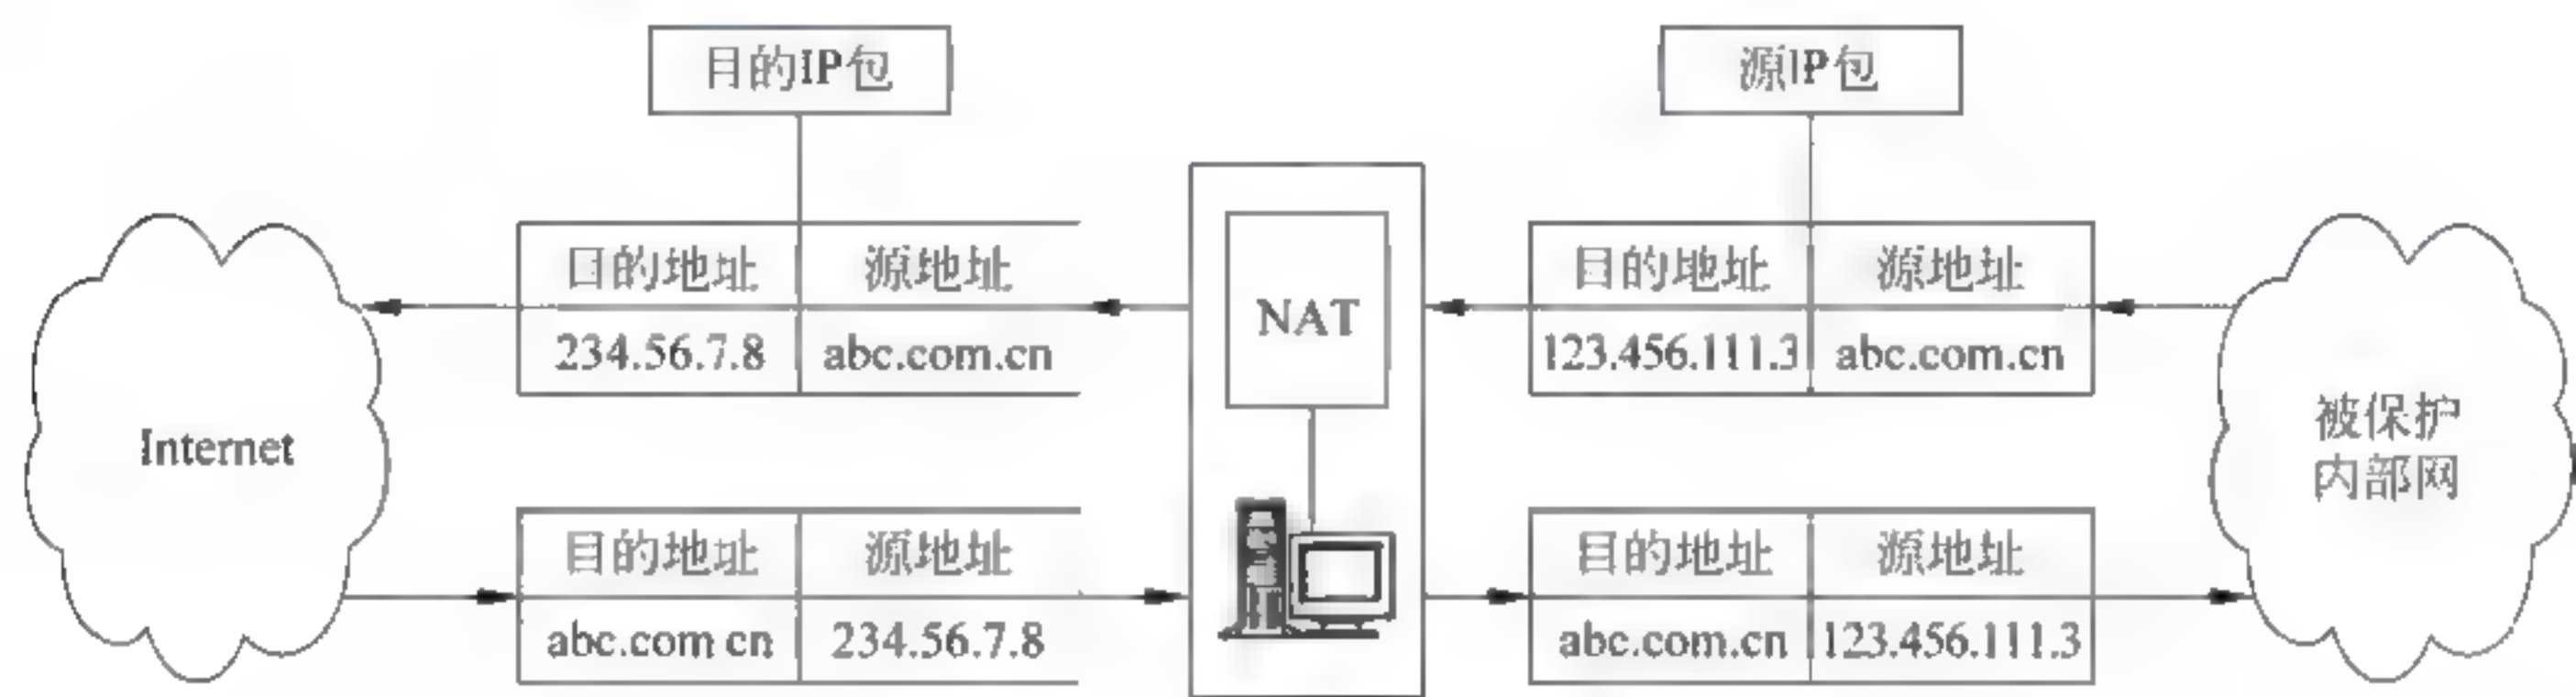 目的IP包
源IP包
目的地址 源地址
234.56.7.8 abc.com.cn
NAT
目的地址 源地址
123.456.111.3 abc.com.cn
Internet
被保护
内部网
目的地址 源地址
abc.com cn 234.56.7.8
目的地址 源地址
abc.com.cn 123.456.111.3